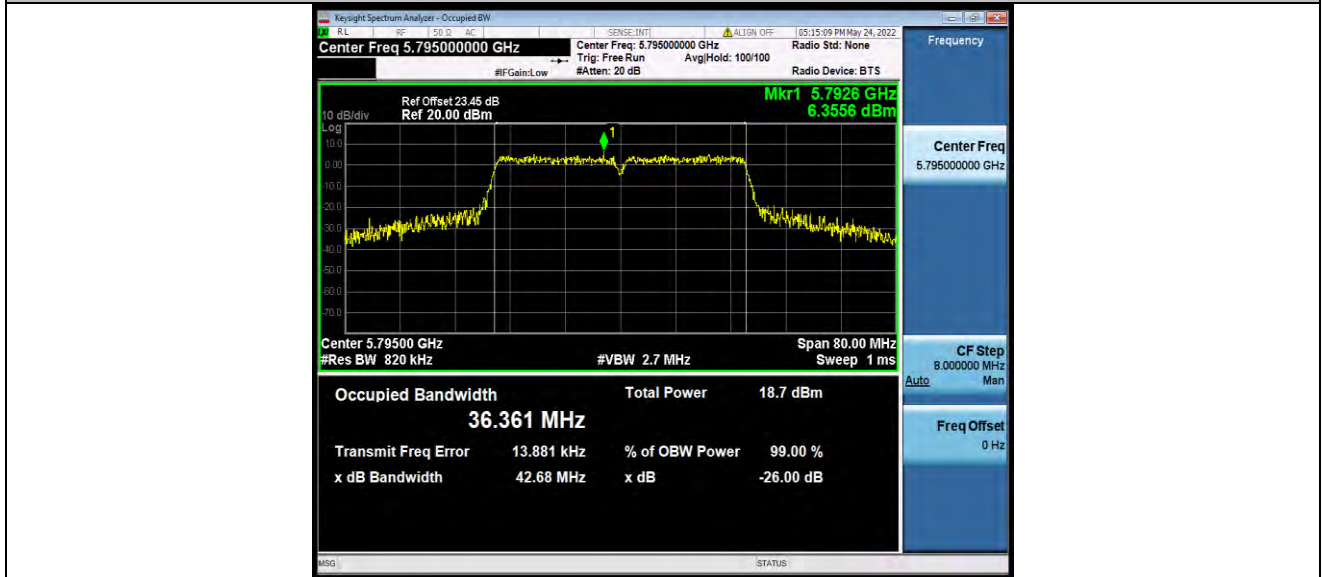 Keysight Spectrum Analyzer - Occupied BW
RL RF 50 Ω AC SENSE:INT ALIGN OFF 05:15:09 PM May 24, 2022
Center Freq 5.795000000 GHz
Center Freq: 5.795000000 GHz
Radio Std: None
Trig: Free Run Avg|Hold: 100/100
#IFGain:Low #Atten: 20 dB Radio Device: BTS
Frequency
Mkr1 5.7926 GHz
6.3556 dBm
Ref Offset 23.45 dB
10 dB/div Ref 20.00 dBm
Log
10.0
0.00
-10.0
-20.0
-30.0
-40.0
-50.0
-60.0
-70.0
1
Center 5.79500 GHz Span 80.00 MHz
#Res BW 820 kHz #VBW 2.7 MHz Sweep 1 ms
Occupied Bandwidth Total Power 18.7 dBm
36.361 MHz
Transmit Freq Error 13.881 kHz % of OBW Power 99.00 %
x dB Bandwidth 42.68 MHz x dB -26.00 dB
Center Freq
5.795000000 GHz
CF Step
8.000000 MHz
Auto Man
Freq Offset
0 Hz
MSG STATUS